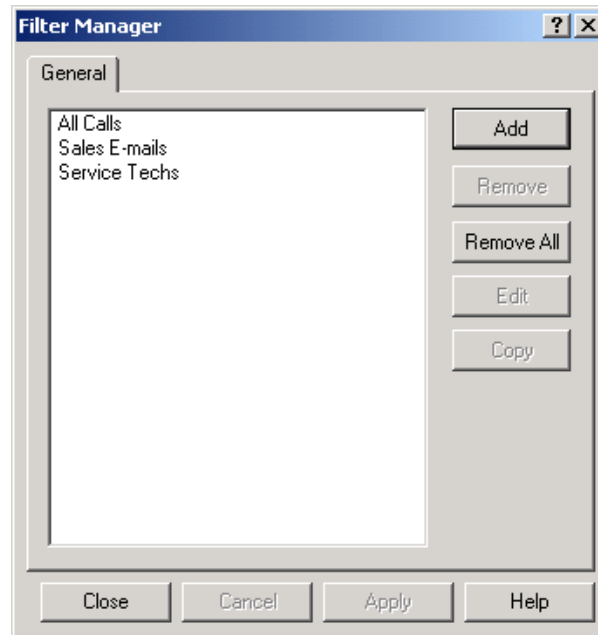 Filter Manager
General
All Calls
Sales E-mails
Service Techs
Add
Remove
Remove All
Edit
Copy
Close
Cancel
Apply
Help